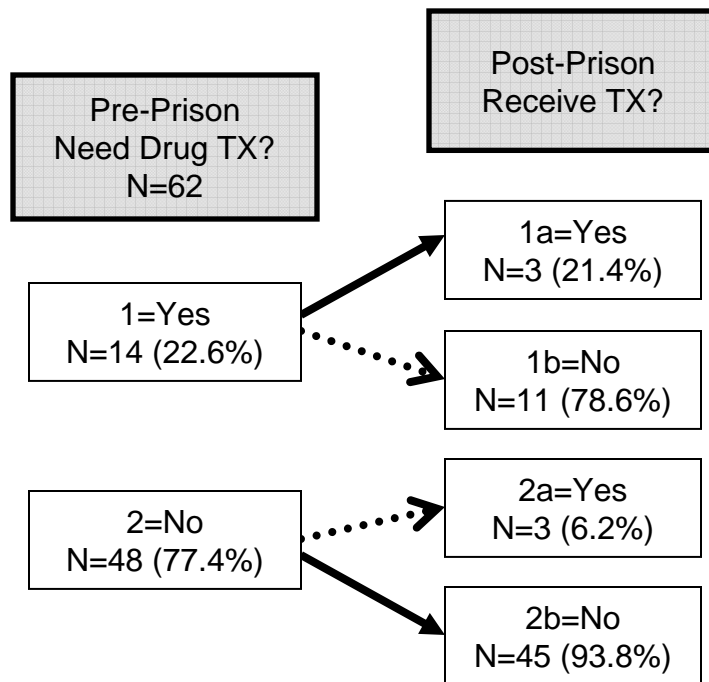 Pre-Prison
Need Drug TX?
N=62
Post-Prison
Receive TX?
1=Yes
N=14 (22.6%)
1a=Yes
N=3 (21.4%)
1b=No
N=11 (78.6%)
2=No
N=48 (77.4%)
2a=Yes
N=3 (6.2%)
2b=No
N=45 (93.8%)